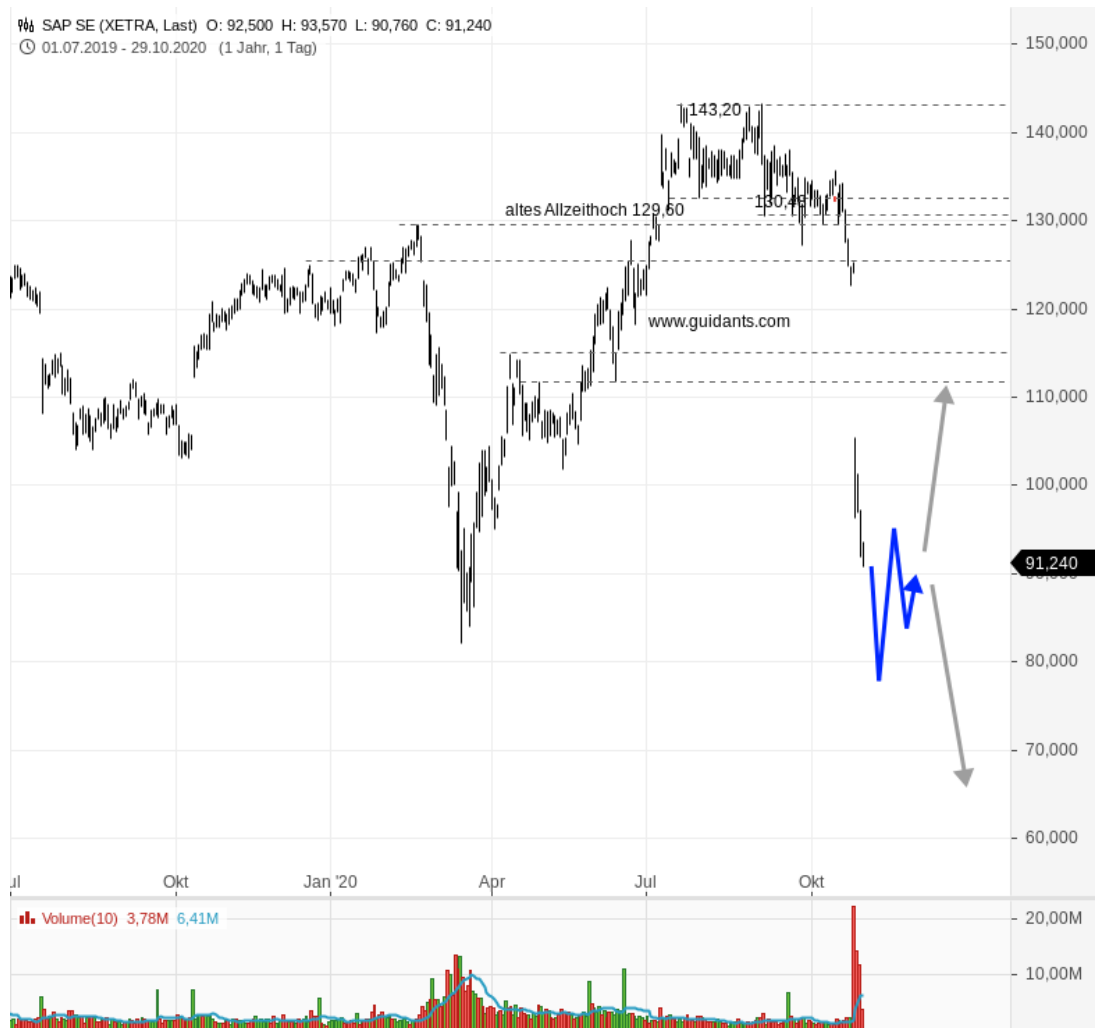 SAP SE (XETRA, Last) O: 92,500 H: 93,570 L: 90,760 C: 91,240
01.07.2019 - 29.10.2020 (1 Jahr, 1 Tag)
150,000
143,20
140,000
130,48
altes Allzeithoch 129,60
130,000
www.guidants.com
120,000
110,000
100,000
91,240
80,000
70,000
60,000
ul
Okt
Jan '20
Apr
Jul
Okt
Volume(10) 3,78M 6,41M
20,00M
10,00M